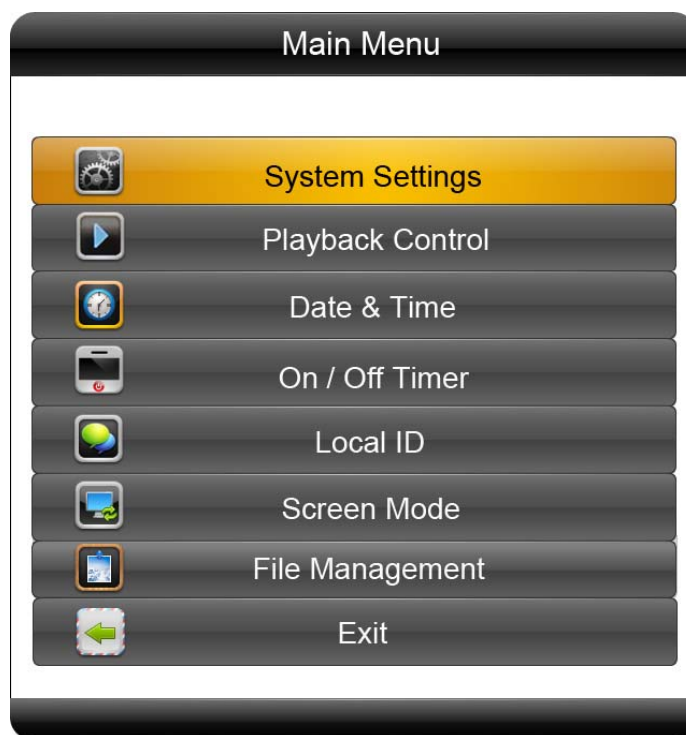 Main Menu
System Settings
Playback Control
Date & Time
On / Off Timer
Local ID
Screen Mode
File Management
Exit